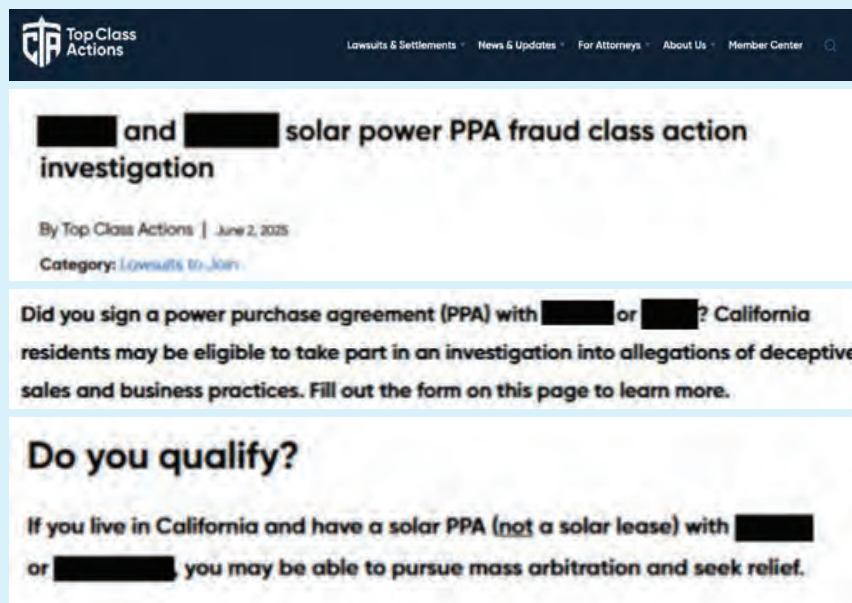 Top Class
Actions
Lawsuits & Settlements News & Updates For Attorneys About Us Member Center
and solar power PPA fraud class action
investigation
By Top Class Actions | June 2, 2025
Category: Lawsuits to Join
Did you sign a power purchase agreement (PPA) with or ? California
residents may be eligible to take part in an investigation into allegations of deceptive
sales and business practices. Fill out the form on this page to learn more.
Do you qualify?
If you live in California and have a solar PPA (not a solar lease) with
or , you may be able to pursue mass arbitration and seek relief.